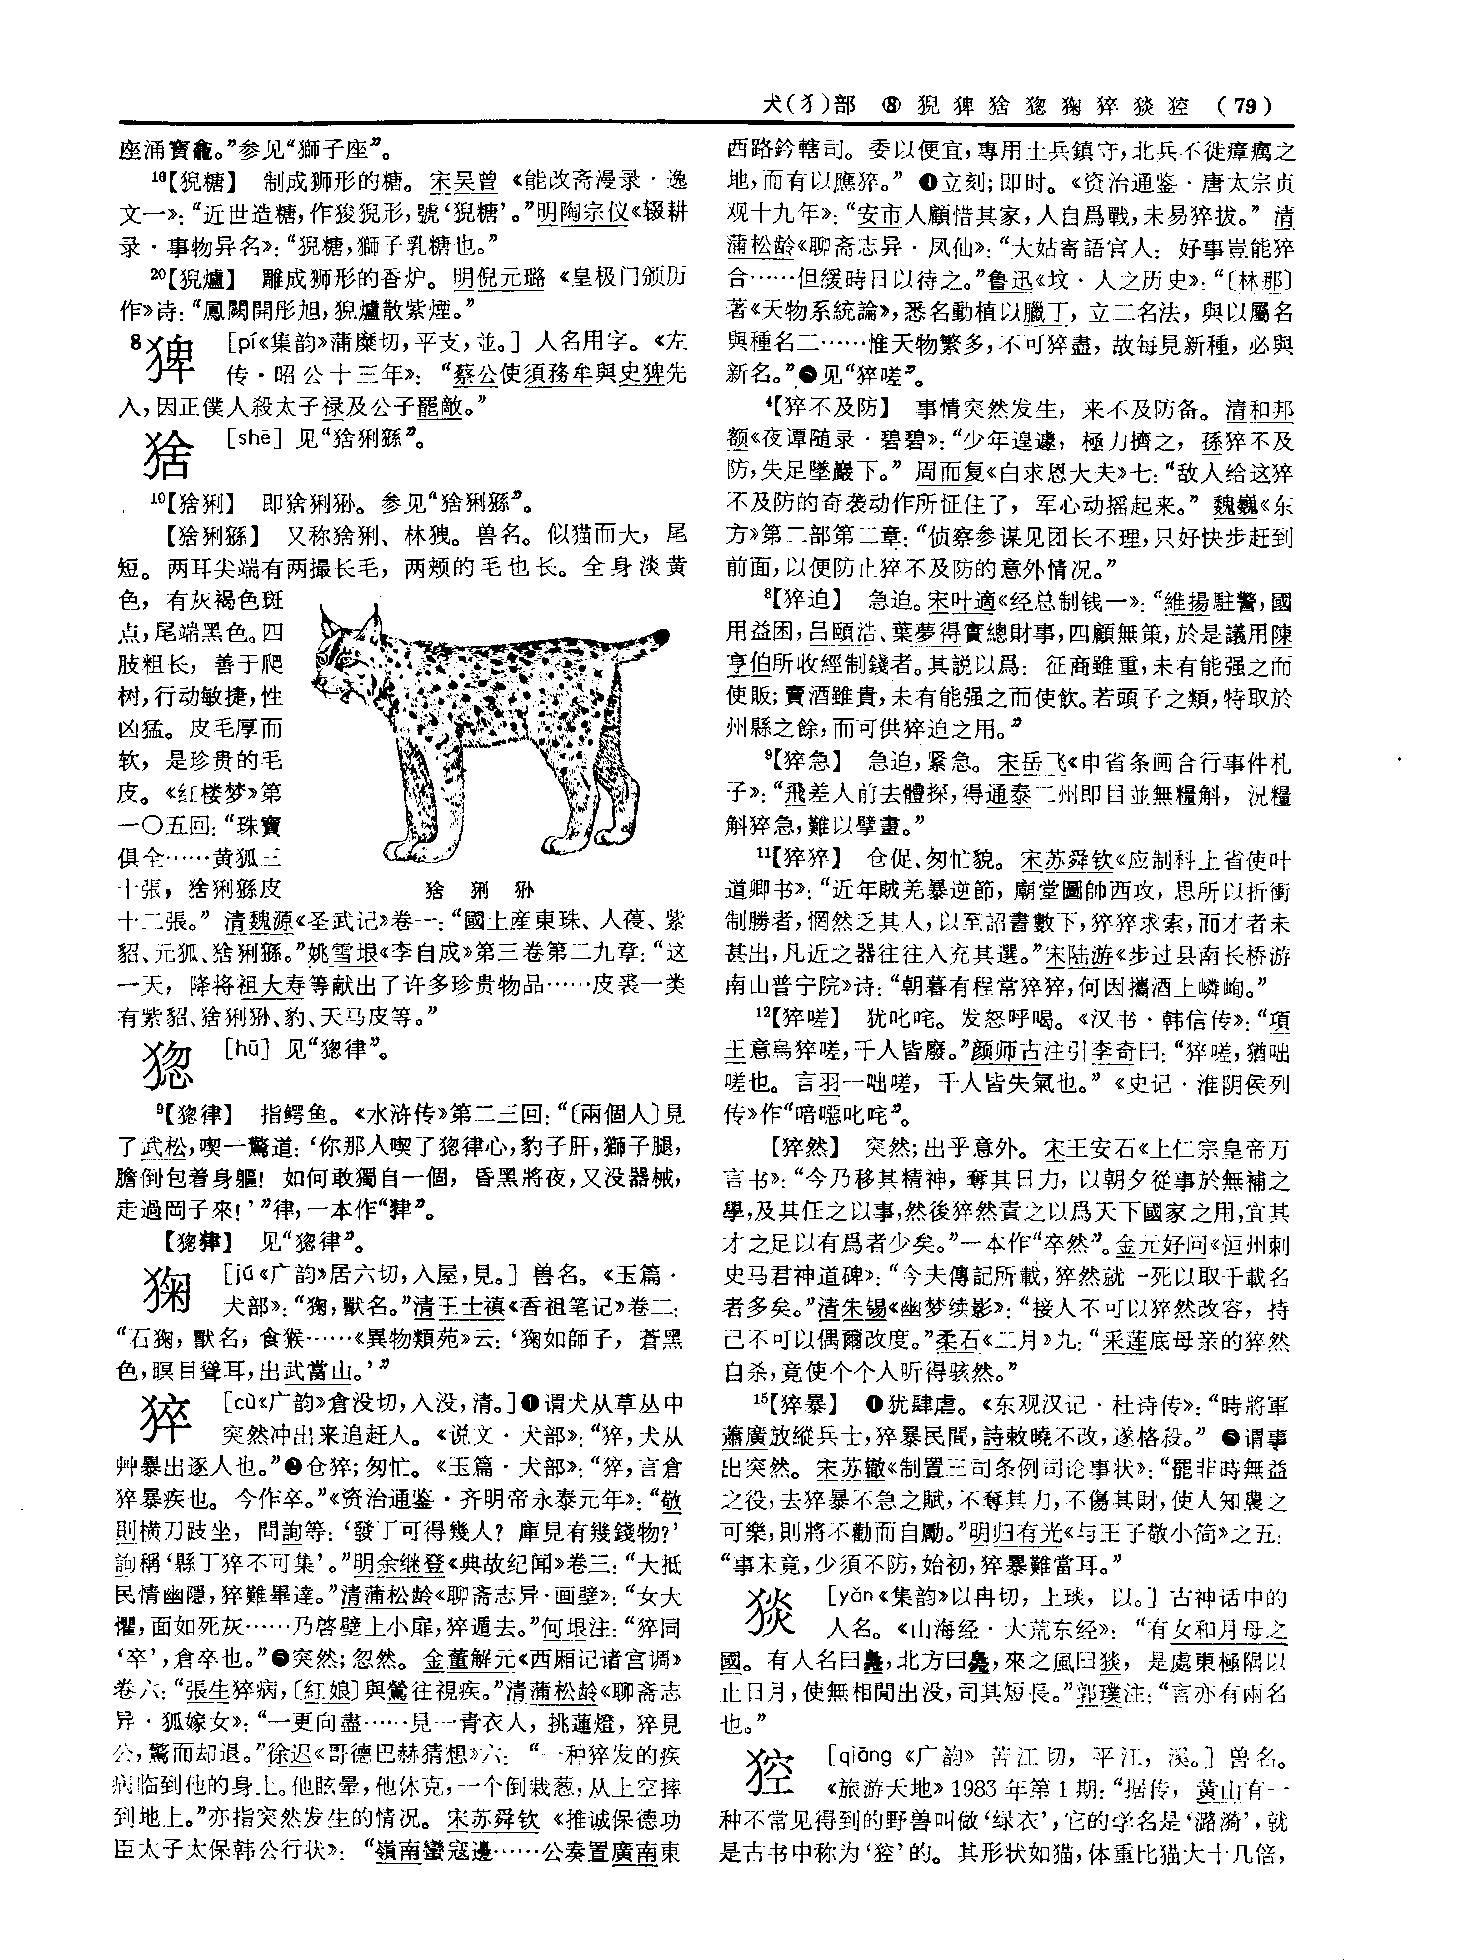 犬(犭)部 ⑧ 猊猈猞猢㹼猝㹂㹿 (79)
座涌寶龕。”参见“獅子座”。
¹⁶【猊糖】 制成狮形的糖。宋吴曾《能改斋漫录·逸
文一》：“近世造糖，作狻猊形，號‘猊糖’。”明陶宗仪《辍耕
录·事物异名》：“猊糖，獅子乳糖也。”
²⁰【猊爐】 雕成狮形的香炉。明倪元璐《皇极门颁历
作》诗：“鳳闕開彤旭，猊爐散紫煙。”
⁸猈 [pí《集韵》蒲糜切，平支，並。] 人名用字。《左
传·昭公十三年》：“蔡公使須務牟與史猈先
入，因正僕人殺太子禄及公子罷敵。”
猞 [shē] 见“猞猁猻”。
¹⁰【猞猁】 即猞猁狲。参见“猞猁猻”。
【猞猁猻】 又称猞猁、林㹭。兽名。似猫而大，尾
短。两耳尖端有两撮长毛，两颊的毛也长。全身淡黄
色，有灰褐色斑
点，尾端黑色。四
肢粗长，善于爬
树，行动敏捷，性
凶猛。皮毛厚而
软，是珍贵的毛
皮。《红楼梦》第
一〇五回：“珠寶
俱全……黄狐三
十張，猞猁猻皮
猞猁狲
十二張。”清魏源《圣武记》卷一：“國上産東珠、人葠、紫
貂、元狐、猞猁猻。”姚雪垠《李自成》第三卷第二九章：“这
一天，降将祖大寿等献出了许多珍贵物品……皮裘一类
有紫貂、猞猁狲、豹、天马皮等。”
[hū] 见“猢律”。
⁹【律】 指鳄鱼。《水浒传》第二三回：“〔兩個人〕見
了武松，喫一驚道：‘你那人喫了律心，豹子肝，獅子腿，
膽倒包着身軀！如何敢獨自一個，昏黑將夜，又没器械，
走過岡子來！’”律，一本作“㹈”。
见“律”。
[jū《广韵》居六切，入屋，見。] 兽名。《玉篇·
犬部》：“，獸名。”清王士禛《香祖笔记》卷二：
“石，獸名，食猴……《異物類苑》云：‘如師子，蒼黑
色，瞑目聳耳，出武當山。’”
猝 [cù《广韵》倉没切，入没，清。]❶谓犬从草丛中
突然冲出来追赶人。《说文·犬部》：“猝，犬从
艸暴出逐人也。”❷仓猝；匆忙。《玉篇·犬部》：“猝，言倉
猝暴疾也。今作卒。”《资治通鉴·齐明帝永泰元年》：“敬
則横刀跂坐，問詢等：‘發丁可得幾人？庫見有幾錢物？’
詢稱‘縣丁猝不可集’。”明余继登《典故纪闻》卷三：“大抵
民情幽隱，猝難畢達。”清蒲松龄《聊斋志异·画壁》：“女大
懼，面如死灰……乃啓壁上小扉，猝遁去。”何垠注：“猝同
‘卒’，倉卒也。”❸突然；忽然。金董解元《西厢记诸宫调》
卷六：“張生猝病，〔紅娘〕與鶯往視疾。”清蒲松龄《聊斋志
异·狐嫁女》：“一更向盡……見一青衣人，挑蓮燈，猝見
公，驚而却退。”徐迟《哥德巴赫猜想》六：“一种猝发的疾
病临到他的身上。他眩晕，他休克，一个倒栽葱，从上空摔
到地上。”亦指突然发生的情况。宋苏舜钦《推诚保德功
臣太子太保韩公行状》：“嶺南蠻寇邊……公奏置廣南東
西路鈐轄司。委以便宜，專用土兵鎮守，北兵不徙瘴癘之
地，而有以應猝。”❹立刻；即时。《资治通鉴·唐太宗贞
观十九年》：“安市人顧惜其家，人自爲戰，未易猝拔。”清
蒲松龄《聊斋志异·凤仙》：“大姑寄語官人：好事豈能猝
合……但缓時日以待之。”鲁迅《坟·人之历史》：“〔林那〕
著《天物系統論》，悉名動植以臘丁，立二名法，與以屬名
與種名二……惟天物繁多，不可猝盡，故每見新種，必與
新名。”❺见“猝嗟”。
⁴【猝不及防】 事情突然发生，来不及防备。清和邦
额《夜谭随录·碧碧》：“少年遑遽，極力擠之，孫猝不及
防，失足墜巖下。”周而复《白求恩大夫》七：“敌人给这猝
不及防的奇袭动作所怔住了，军心动摇起来。”魏巍《东
方》第二部第二章：“侦察参谋见团长不理，只好快步赶到
前面，以便防止猝不及防的意外情况。”
⁸【猝迫】 急迫。宋叶適《经总制钱一》：“維揚駐警，國
用益困，吕頤浩、葉夢得實總財事，四顧無策，於是議用陳
亨伯所收經制錢者。其説以爲：征商雖重，未有能强之而
使販；賣酒雖貴，未有能强之而使飲。若頭子之類，特取於
州縣之餘，而可供猝迫之用。”
⁹【猝急】 急迫，紧急。宋岳飞《申省条画合行事件札
子》：“飛差人前去體探，得通泰二州即目並無糧斛，況糧
斛猝急，難以擘畫。”
¹¹【猝猝】 仓促、匆忙貌。宋苏舜钦《应制科上省使叶
道卿书》：“近年賊羌暴逆節，廟堂圖帥西攻，思所以折衝
制勝者，惘然乏其人，以至詔書數下，猝猝求索，而才者未
甚出，凡近之器往往入充其選。”宋陆游《步过县南长桥游
南山普宁院》诗：“朝暮有程常猝猝，何因攜酒上嶙峋。”
¹²【猝嗟】 犹叱咤。发怒呼喝。《汉书·韩信传》：“項
王意烏猝嗟，千人皆廢。”颜师古注引李奇曰：“猝嗟，猶咄
嗟也。言羽一咄嗟，千人皆失氣也。”《史记·淮阴侯列
传》作“喑噁叱咤”。
【猝然】 突然；出乎意外。宋王安石《上仁宗皇帝万
言书》：“今乃移其精神，奪其日力，以朝夕從事於無補之
學，及其任之以事，然後猝然責之以爲天下國家之用，宜其
才之足以有爲者少矣。”一本作“卒然”。金元好问《恒州刺
史马君神道碑》：“今夫傳記所載，猝然就一死以取千載名
者多矣。”清朱锡《幽梦续影》：“接人不可以猝然改容，持
己不可以偶爾改度。”柔石《二月》九：“采莲底母亲的猝然
自杀，竟使个个人听得骇然。”
¹⁵【猝暴】 ❶犹肆虐。《东观汉记·杜诗传》：“時將軍
蕭廣放縱兵士，猝暴民間，詩敕曉不改，遂格殺。”❷谓事
出突然。宋苏辙《制置三司条例司论事状》：“罷非時無益
之役，去猝暴不急之賦，不奪其力，不傷其財，使人知農之
可樂，則將不勸而自勵。”明归有光《与王子敬小简》之五：
“事未竟，少須不防，始初，猝暴難當耳。”
[yǎn《集韵》以冉切，上琰，以。] 古神话中的
人名。《山海经·大荒东经》：“有女和月母之
國。有人名曰鳧，北方曰鳧，來之風曰，是處東極隅以
止日月，使無相間出没，司其短長。”郭璞注：“言亦有兩名
也。”
[qiāng《广韵》苦江切，平江，溪。] 兽名。
《旅游天地》1983年第1期：“据传，黄山有一
种不常见得到的野兽叫做‘绿衣’，它的学名是‘潞漪’，就
是古书中称为‘’的。其形状如猫，体重比猫大十几倍，